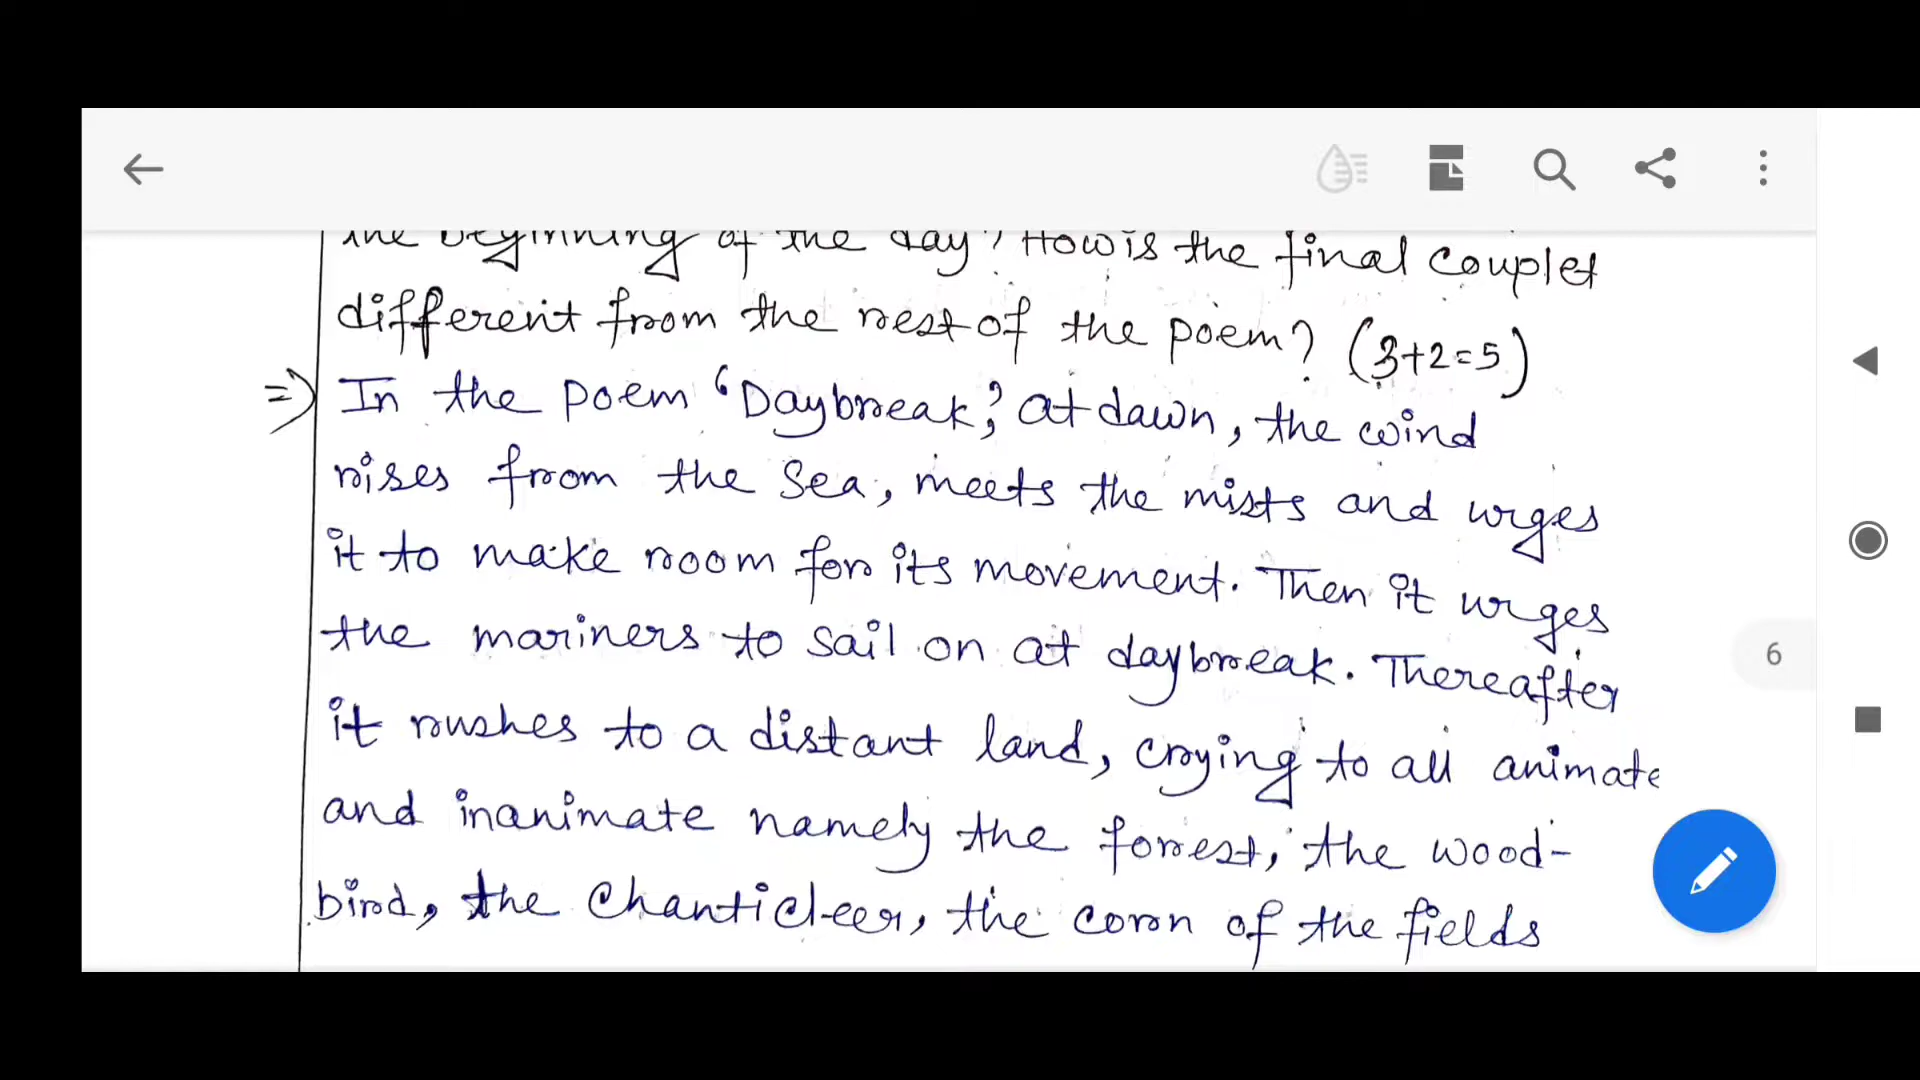 the beginning of the day? How is the final couplet
different from the rest of the poem? (3+2=5)
=> In the poem 'Daybreak', at dawn, the wind
rises from the sea, meets the mists and urges
it to make room for its movement. Then it urges
the mariners to sail on at daybreak. Thereafter
it rushes to a distant land, crying to all animate
and inanimate namely the forest, the wood-
bird, the Chanticleer, the corn of the fields
6